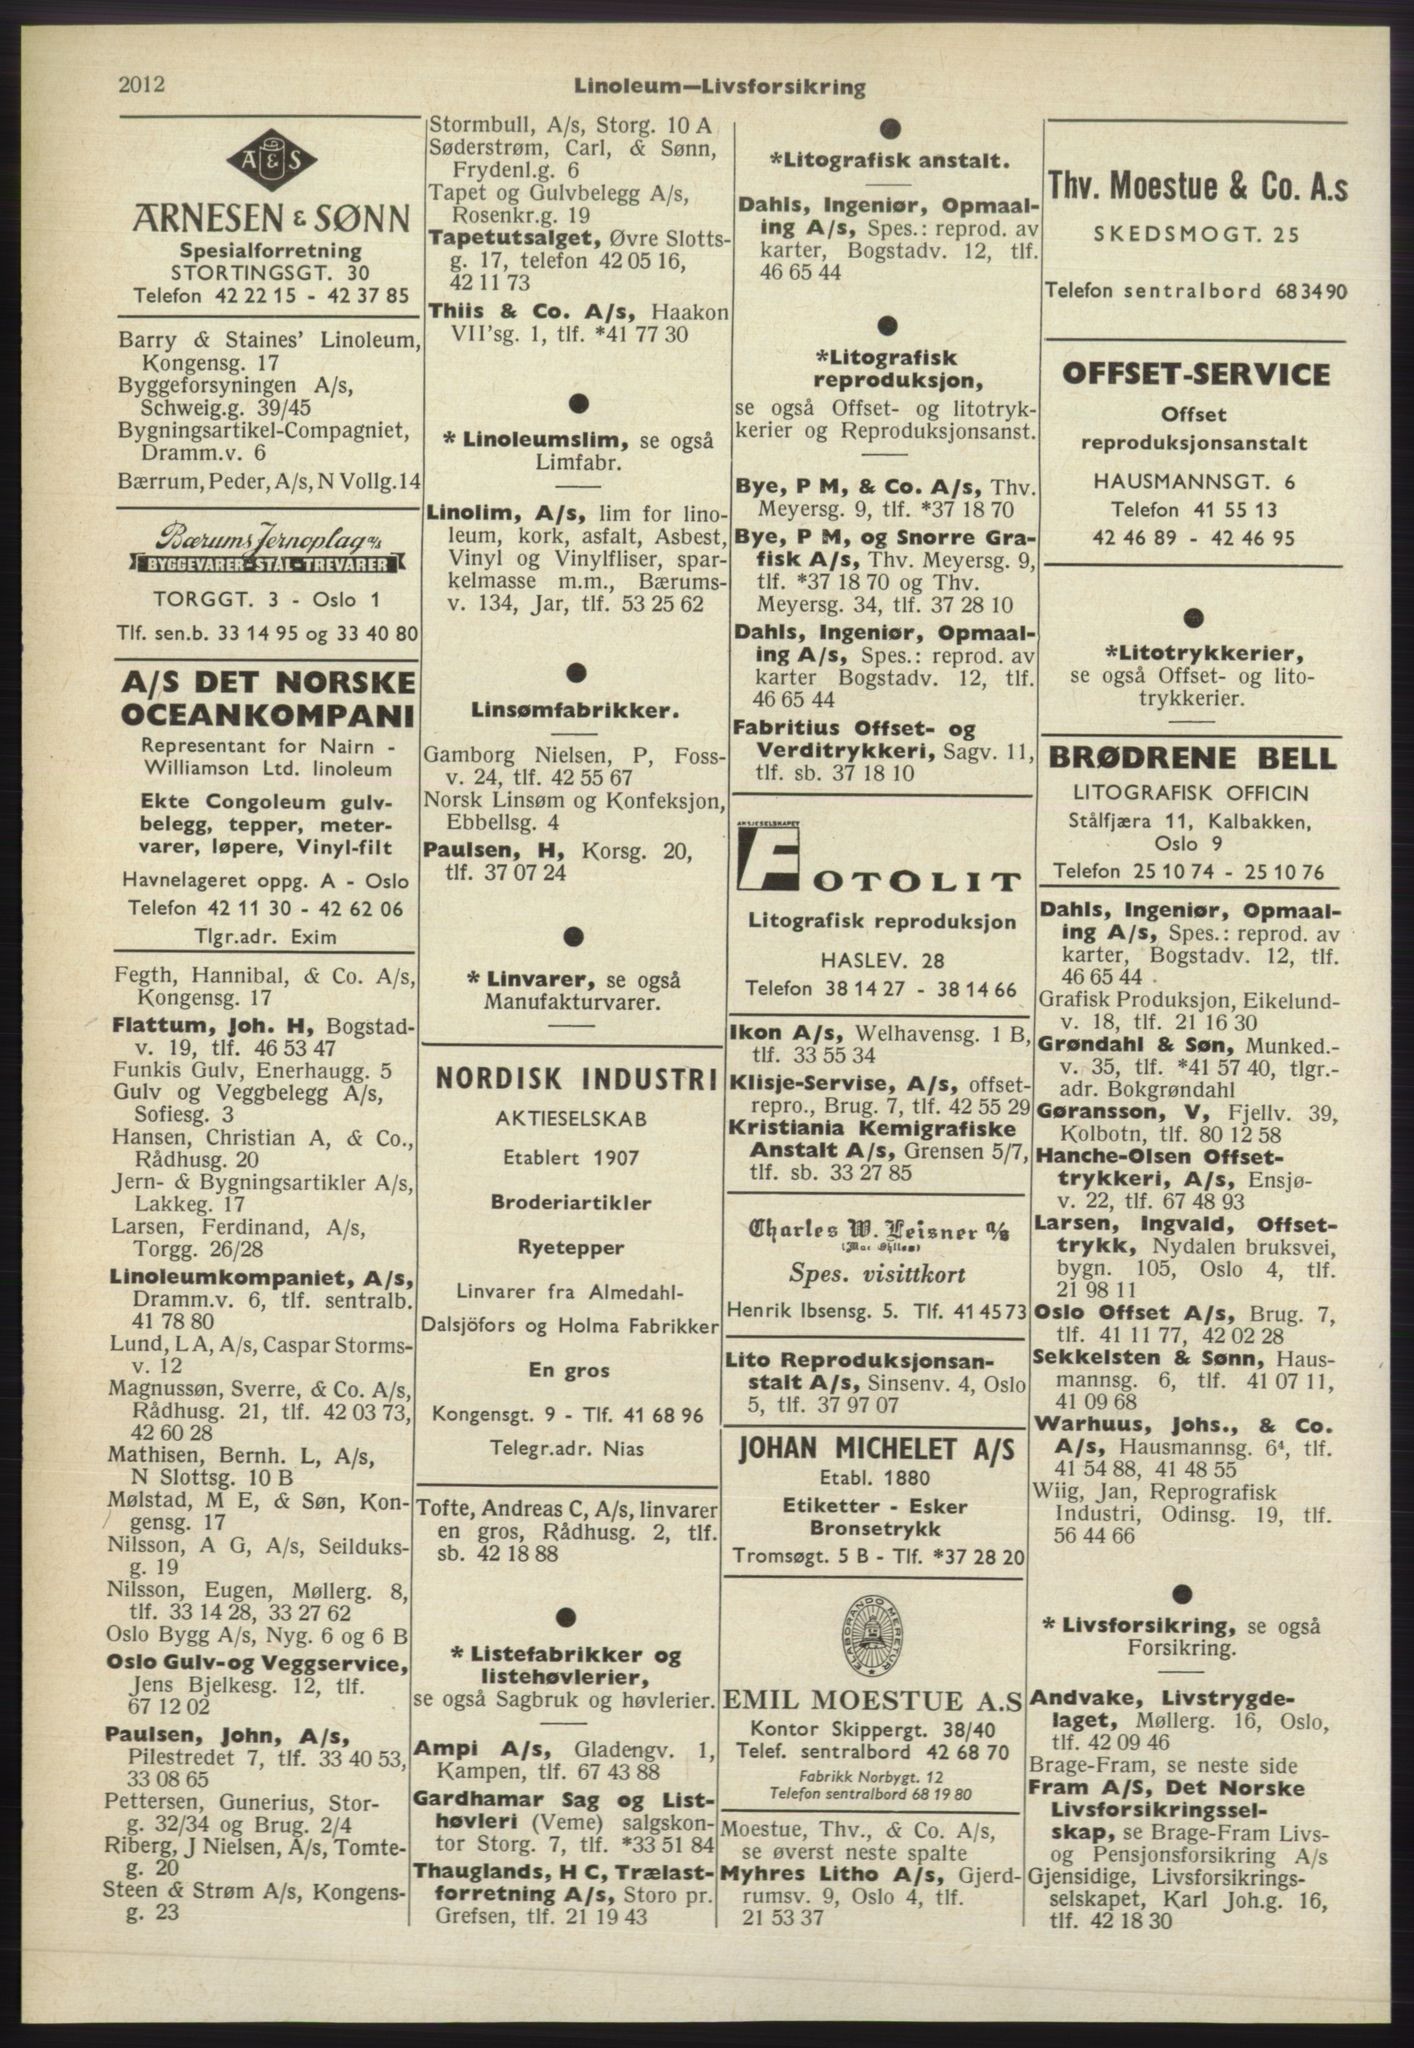 2012
Linoleum—Livsforsikring
A & S
ARNESEN & SØNN
Spesialforretning
STORTINGSGT. 30
Telefon 42 22 15 - 42 37 85
Barry & Staines' Linoleum,
Kongensg. 17
Byggeforsyningen A/s,
Schweig.g. 39/45
Bygningsartikel-Compagniet,
Dramm.v. 6
Bærrum, Peder, A/s, N Vollg.14
Bærums Jernoplag A/s
BYGGEVARER-STÅL-TREVARER
TORGGT. 3 - Oslo 1
Tlf. sen.b. 33 14 95 og 33 40 80
A/S DET NORSKE
OCEANKOMPANI
Representant for Nairn -
Williamson Ltd. linoleum
Ekte Congoleum gulv-
belegg, tepper, meter-
varer, løpere, Vinyl-filt
Havnelageret oppg. A - Oslo
Telefon 42 11 30 - 42 62 06
Tlgr.adr. Exim
Fegth, Hannibal, & Co. A/s,
Kongensg. 17
Flattum, Joh. H, Bogstad-
v. 19, tlf. 46 53 47
Funkis Gulv, Enerhaugg. 5
Gulv og Veggbelegg A/s,
Sofiesg. 3
Hansen, Christian A, & Co.,
Rådhusg. 20
Jern- & Bygningsartikler A/s,
Lakkeg. 17
Larsen, Ferdinand, A/s,
Torgg. 26/28
Linoleumkompaniet, A/s,
Dramm.v. 6, tlf. sentralb.
41 78 80
Lund, L A, A/s, Caspar Storms-
v. 12
Magnussøn, Sverre, & Co. A/s,
Rådhusg. 21, tlf. 42 03 73,
42 60 28
Mathisen, Bernh. L, A/s,
N Slottsg. 10 B
Mølstad, M E, & Søn, Kon-
gensg. 17
Nilsson, A G, A/s, Seilduks-
g. 19
Nilsson, Eugen, Møllerg. 8,
tlf. 33 14 28, 33 27 62
Oslo Bygg A/s, Nyg. 6 og 6 B
Oslo Gulv-og Veggservice,
Jens Bjelkesg. 12, tlf.
67 12 02
Paulsen, John, A/s,
Pilestredet 7, tlf. 33 40 53,
33 08 65
Pettersen, Gunerius, Stor-
g. 32/34 og Brug. 2/4
Riberg, J Nielsen, A/s, Tomte-
g. 20
Steen & Strøm A/s, Kongens-
g. 23
Stormbull, A/s, Storg. 10 A
Søderstrøm, Carl, & Sønn,
Frydenl.g. 6
Tapet og Gulvbelegg A/s,
Rosenkr.g. 19
Tapetutsalget, Øvre Slotts-
g. 17, telefon 42 05 16,
42 11 73
Thiis & Co. A/s, Haakon
VII'sg. 1, tlf. *41 77 30
* Linoleumslim, se også
Limfabr.
Linolim, A/s, lim for lino-
leum, kork, asfalt, Asbest,
Vinyl og Vinylfliser, spar-
kelmasse m.m., Bærums-
v. 134, Jar, tlf. 53 25 62
Linsømfabrikker.
Gamborg Nielsen, P, Foss-
v. 24, tlf. 42 55 67
Norsk Linsøm og Konfeksjon,
Ebbellsg. 4
Paulsen, H, Korsg. 20,
tlf. 37 07 24
* Linvarer, se også
Manufakturvarer.
NORDISK INDUSTRI
AKTIESELSKAB
Etablert 1907
Broderiartikler
Ryetepper
Linvarer fra Almedahl-
Dalsjöfors og Holma Fabrikker
En gros
Kongensgt. 9 - Tlf. 41 68 96
Telegr.adr. Nias
Tofte, Andreas C, A/s, linvarer
en gros, Rådhusg. 2, tlf.
sb. 42 18 88
* Listefabrikker og
listehøvlerier,
se også Sagbruk og høvlerier.
Ampi A/s, Gladengv. 1,
Kampen, tlf. 67 43 88
Gardhamar Sag og List-
høvleri (Veme) salgskon-
tor Storg. 7, tlf. *33 51 84
Thauglands, H C, Trælast-
forretning A/s, Storo pr.
Grefsen, tlf. 21 19 43
*Litografisk anstalt.
Dahls, Ingeniør, Opmaal-
ing A/s, Spes.: reprod. av
karter, Bogstadv. 12, tlf.
46 65 44
*Litografisk
reproduksjon,
se også Offset- og litotryk-
kerier og Reproduksjonsanst.
Bye, P M, & Co. A/s, Thv.
Meyersg. 9, tlf. *37 18 70
Bye, P M, og Snorre Gra-
fisk A/s, Thv. Meyersg. 9,
tlf. *37 18 70 og Thv.
Meyersg. 34, tlf. 37 28 10
Dahls, Ingeniør, Opmaal-
ing A/s, Spes.: reprod. av
karter Bogstadv. 12, tlf.
46 65 44
Fabritius Offset- og
Verditrykkeri, Sagv. 11,
tlf. sb. 37 18 10
AKSJESELSKAPET
FOTOLIT
Litografisk reproduksjon
HASLEV. 28
Telefon 38 14 27 - 38 14 66
Ikon A/s, Welhavensg. 1 B,
tlf. 33 55 34
Klisje-Servise, A/s, offset-
repro., Brug. 7, tlf. 42 55 29
Kristiania Kemigrafiske
Anstalt A/s, Grensen 5/7,
tlf. sb. 33 27 85
Charles W. Leisner A/s
Spes. visittkort
Henrik Ibsensg. 5. Tlf. 41 45 73
Lito Reproduksjonsan-
stalt A/s, Sinsenv. 4, Oslo
5, tlf. 37 97 07
JOHAN MICHELET A/S
Etabl. 1880
Etiketter - Esker
Bronsetrykk
Tromsøgt. 5 B - Tlf. *37 28 20
ELABORANDO MERETUR
EMIL MOESTUE A.S
Kontor Skippergt. 38/40
Telef. sentralbord 42 68 70
Fabrikk Norbygt. 12
Telefon sentralbord 68 19 80
Moestue, Thv., & Co. A/s,
se øverst neste spalte
Myhres Litho A/s, Gjerd-
rumsv. 9, Oslo 4, tlf.
21 53 37
Thv. Moestue & Co. A.s
SKEDSMOGT. 25
Telefon sentralbord 68 34 90
OFFSET-SERVICE
Offset
reproduksjonsanstalt
HAUSMANNSGT. 6
Telefon 41 55 13
42 46 89 - 42 46 95
*Litotrykkerier,
se også Offset- og lito-
trykkerier.
BRØDRENE BELL
LITOGRAFISK OFFICIN
Stålfjæra 11, Kalbakken,
Oslo 9
Telefon 25 10 74 - 25 10 76
Dahls, Ingeniør, Opmaal-
ing A/s, Spes.: reprod. av
karter, Bogstadv. 12, tlf.
46 65 44
Grafisk Produksjon, Eikelund-
v. 18, tlf. 21 16 30
Grøndahl & Søn, Munked.-
v. 35, tlf. *41 57 40, tlgr.-
adr. Bokgrøndahl
Gøransson, V, Fjellv. 39,
Kolbotn, tlf. 80 12 58
Hanche-Olsen Offset-
trykkeri, A/s, Ensjø-
v. 22, tlf. 67 48 93
Larsen, Ingvald, Offset-
trykk, Nydalen bruksvei,
bygn. 105, Oslo 4, tlf.
21 98 11
Oslo Offset A/s, Brug. 7,
tlf. 41 11 77, 42 02 28
Sekkelsten & Sønn, Haus-
mannsg. 6, tlf. 41 07 11,
41 09 68
Warhuus, Johs., & Co.
A/s, Hausmannsg. 6⁴, tlf.
41 54 88, 41 48 55
Wiig, Jan, Reprografisk
Industri, Odinsg. 19, tlf.
56 44 66
* Livsforsikring, se også
Forsikring.
Andvake, Livstrygde-
laget, Møllerg. 16, Oslo,
tlf. 42 09 46
Brage-Fram, se neste side
Fram A/S, Det Norske
Livsforsikringssel-
skap, se Brage-Fram Livs-
og Pensjonsforsikring A/s
Gjensidige, Livsforsikrings-
selskapet, Karl Joh.g. 16,
tlf. 42 18 30